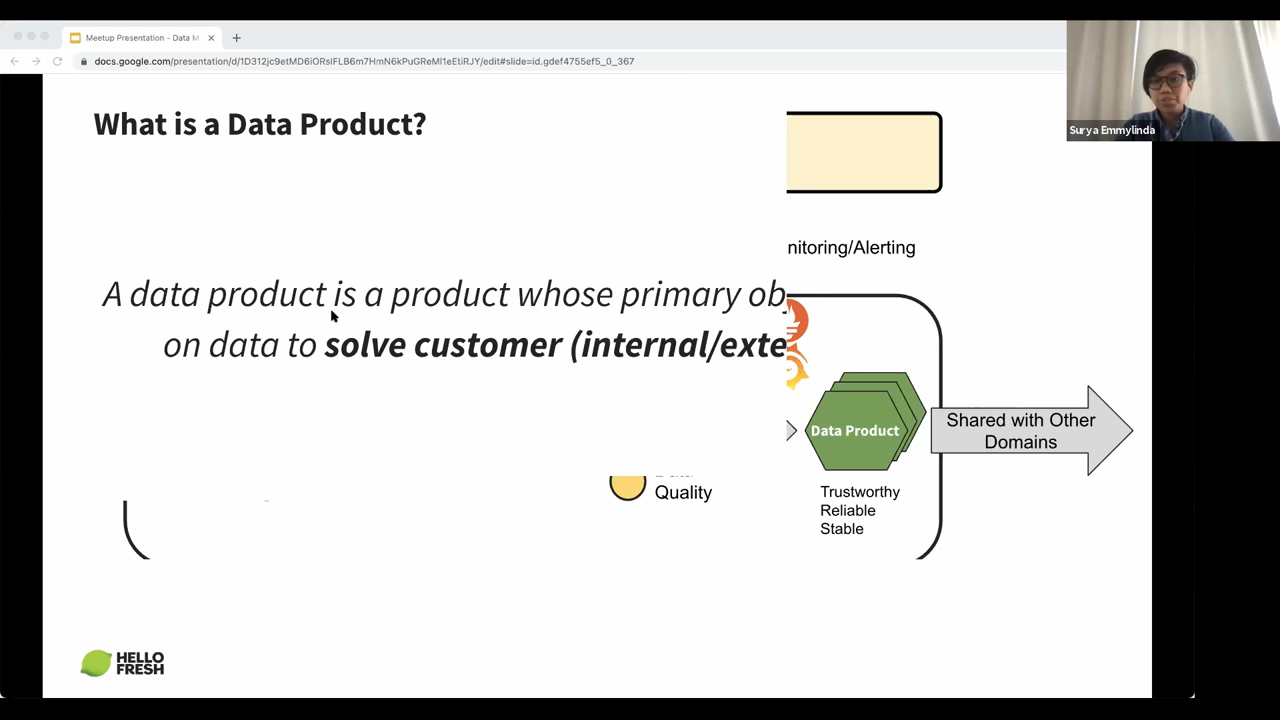 Meetup Presentation - Data M
docs.google.com/presentation/d/1D312jc9etMD6iORsIFLB6m7HmN6kPuGReMl1eEtiRJY/edit#slide=id.gdef4755ef5_0_367
Surya Emmylinda
What is a Data Product?
nitoring/Alerting
A data product is a product whose primary ob
on data to solve customer (internal/exte
Data Product
Shared with Other
Domains
Quality
Trustworthy
Reliable
Stable
HELLO
FRESH